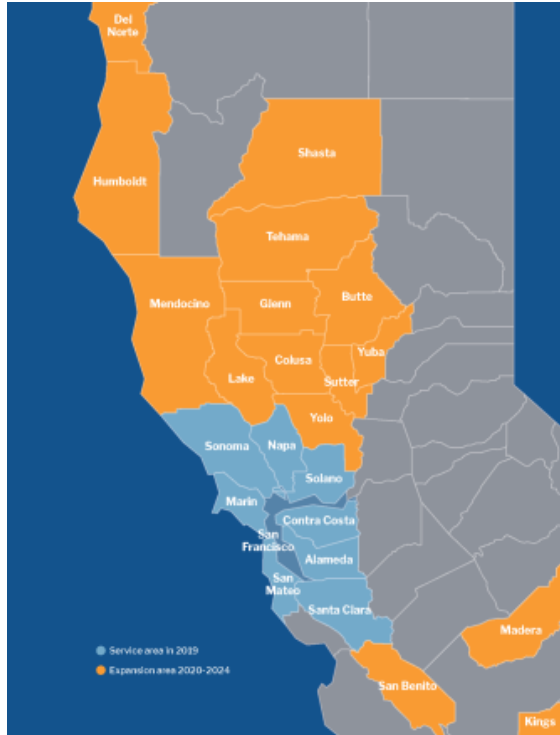 Del
Norte
Humboldt
Shasta
Tehama
Mendocino
Glenn
Butte
Colusa
Yuba
Lake
Sutter
Yolo
Sonoma
Napa
Solano
Marin
Contra Costa
San
Francisco
Alameda
San
Mateo
Santa Clara
Madera
San Benito
Kings
Service area in 2019
Expansion area 2020-2024